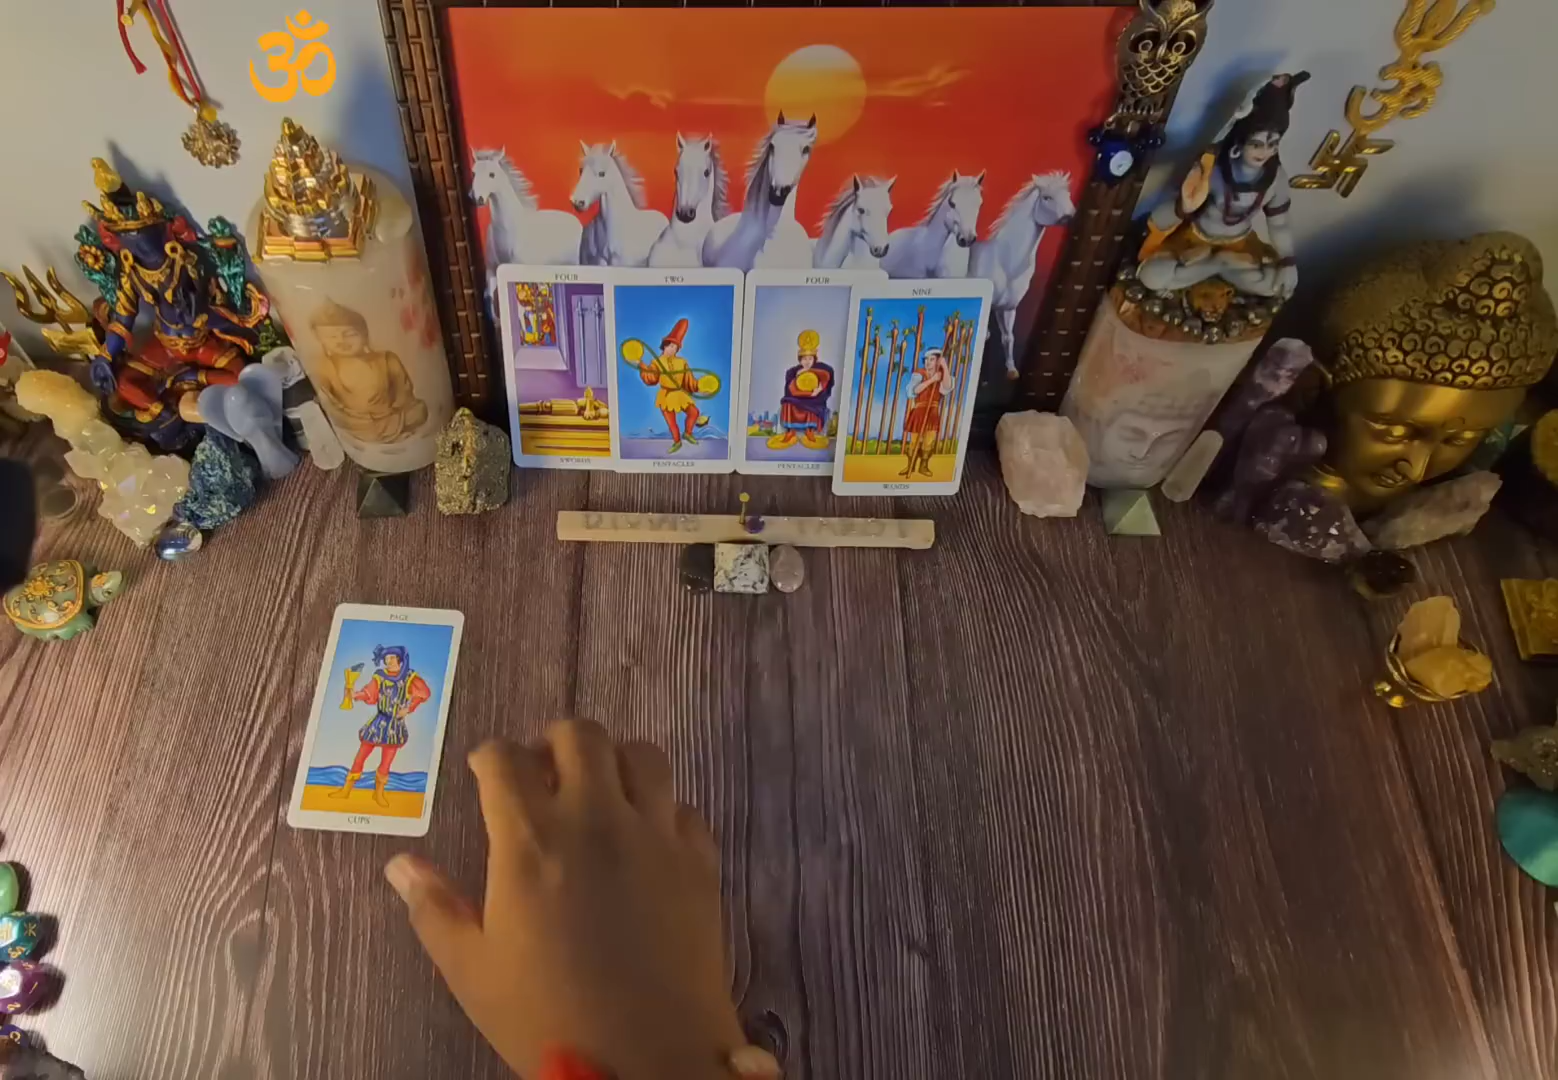 ॐ
FOUR
SWORDS
TWO
PENTACLES
FOUR
PENTACLES
NINE
WANDS
PAGE
CUPS